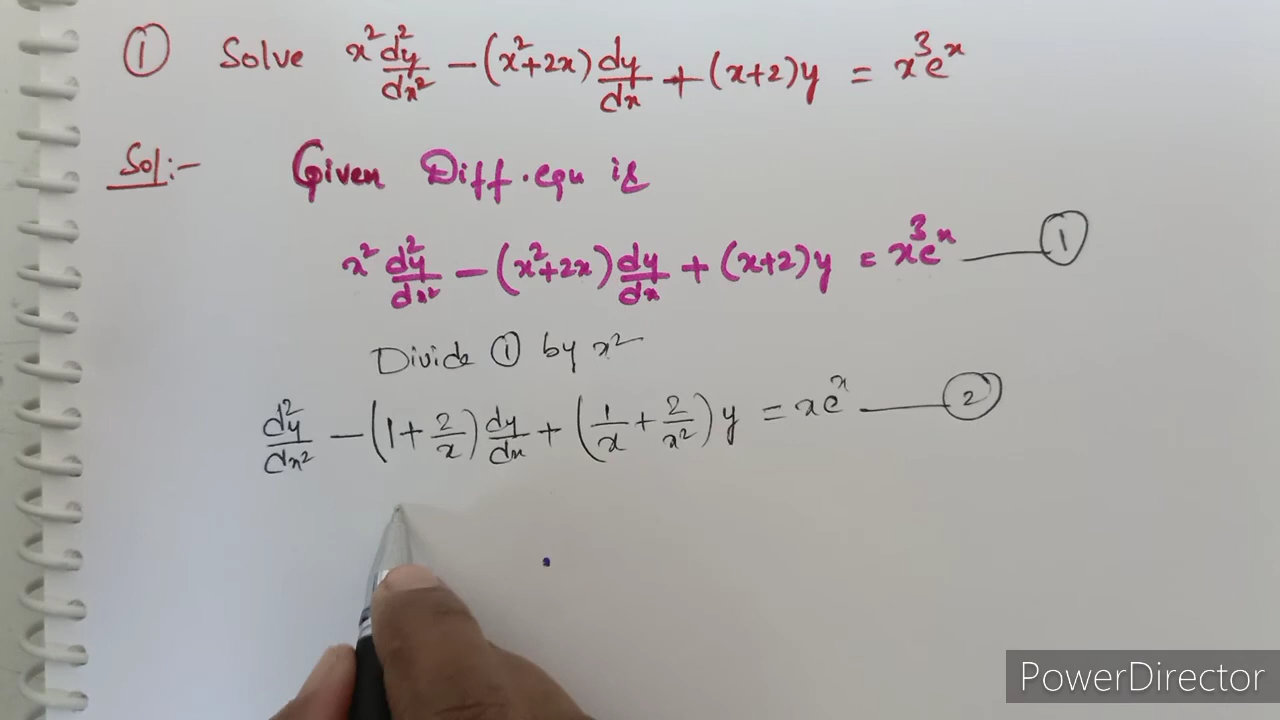 ① Solve x² d²y/dx² - (x²+2x) dy/dx + (x+2)y = x³eˣ
Sol:-
Given Diff.equ is
x² d²y/dx² - (x²+2x) dy/dx + (x+2)y = x³eˣ —— ①
Divide ① by x²
d²y/dx² - (1+2/x) dy/dx + (1/x + 2/x²) y = xeˣ —— ②
PowerDirector